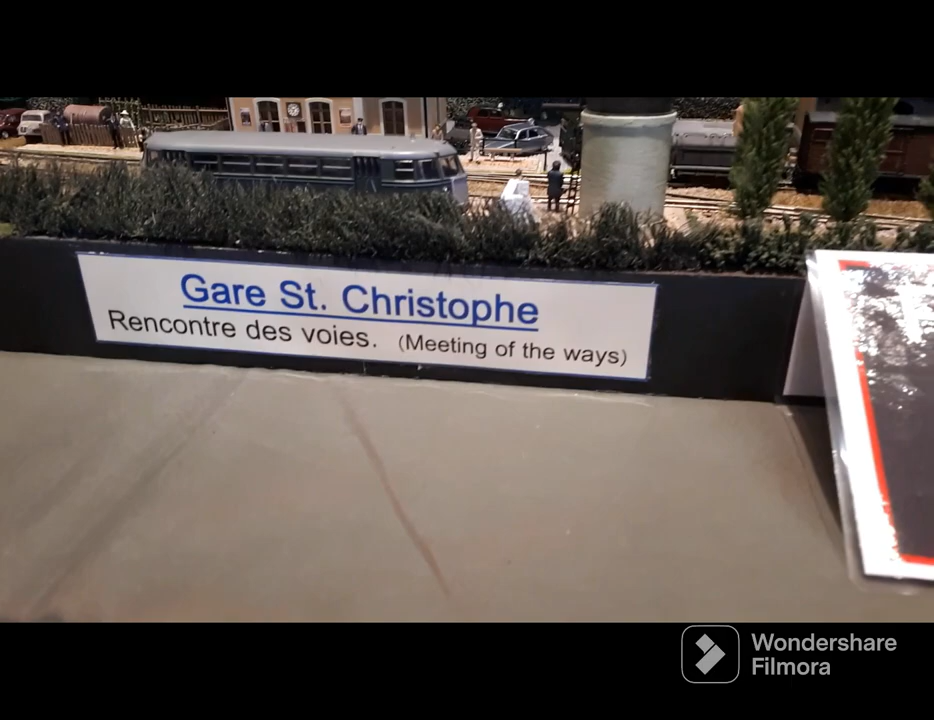 Gare St. Christophe
Rencontre des voies. (Meeting of the ways)
Wondershare
Filmora